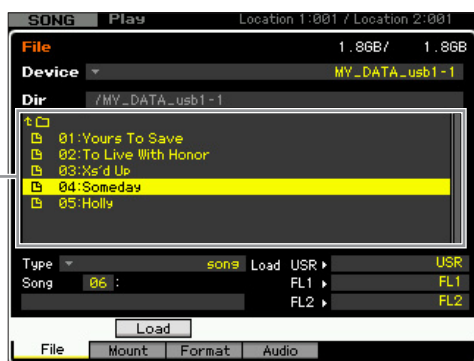 SONG Play Location 1:001 / Location 2:001
File 1.8GB/ 1.8GB
Device MY_DATA_usb1-1
Dir /MY_DATA_usb1-1
01:Yours To Save
02:To Live With Honor
03:Xs'd Up
04:Someday
05:Holly
Type song Load USR USR
Song 06 : FL1 FL1
FL2 FL2
Load
File Mount Format Audio